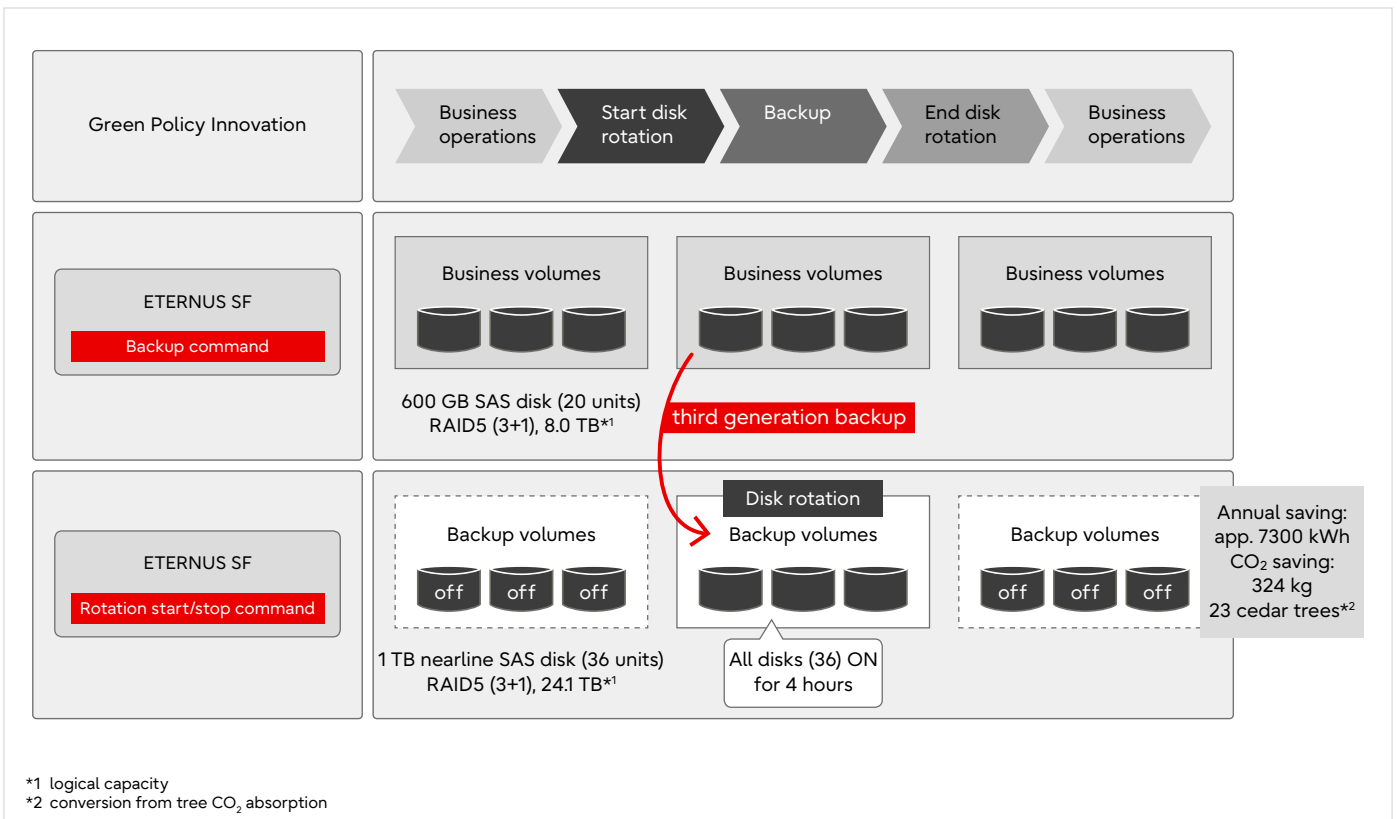 Green Policy Innovation
Business
operations
Start disk
rotation
Backup
End disk
rotation
Business
operations
ETERNUS SF
Backup command
Business volumes
Business volumes
Business volumes
600 GB SAS disk (20 units)
RAID5 (3+1), 8.0 TB*1
third generation backup
ETERNUS SF
Rotation start/stop command
Backup volumes
off off off
Disk rotation
Backup volumes
Backup volumes
off off off
1 TB nearline SAS disk (36 units)
RAID5 (3+1), 24.1 TB*1
All disks (36) ON
for 4 hours
Annual saving:
app. 7300 kWh
CO2 saving:
324 kg
23 cedar trees*2
*1 logical capacity
*2 conversion from tree CO2 absorption